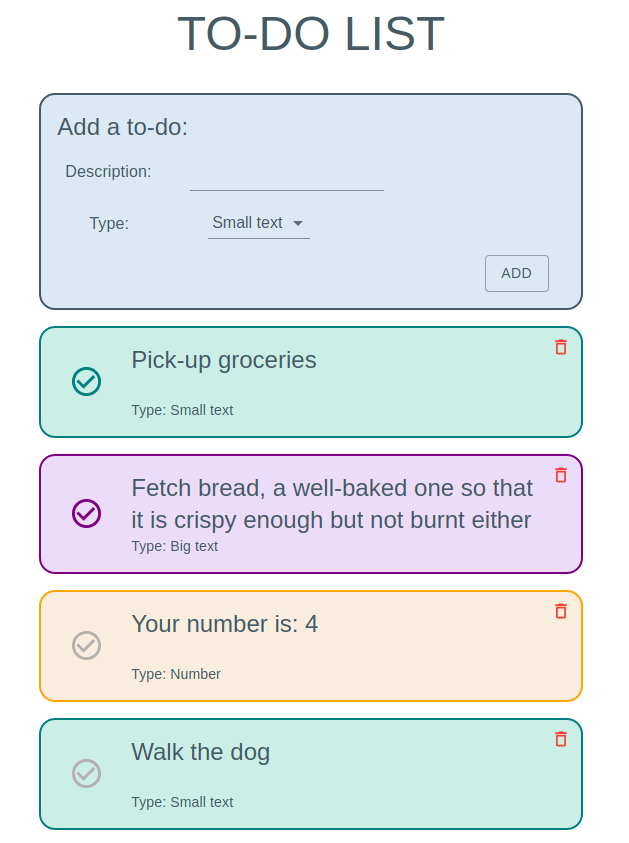 TO-DO LIST
Add a to-do:
Description:
Type: Small text
ADD
Pick-up groceries
Type: Small text
Fetch bread, a well-baked one so that
it is crispy enough but not burnt either
Type: Big text
Your number is: 4
Type: Number
Walk the dog
Type: Small text